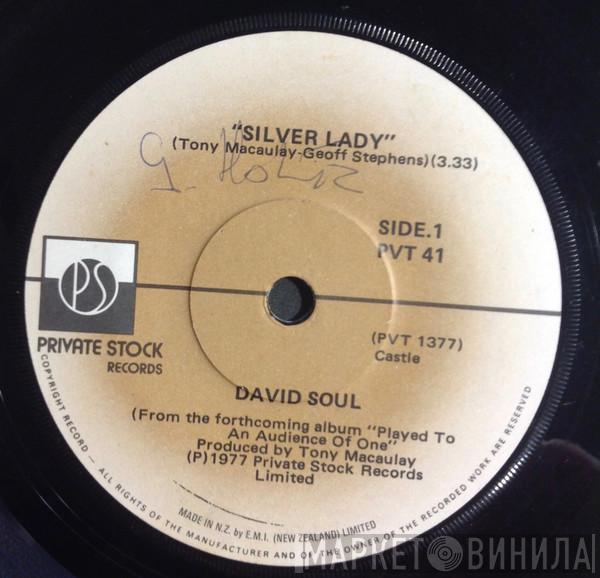 "SILVER LADY"
(Tony Macaulay-Geoff Stephens)(3.33)
G.
SIDE.1
PVT 41
PS
PRIVATE STOCK
RECORDS
(PVT 1377)
Castle
DAVID SOUL
(From the forthcoming album "Played To
An Audience Of One"
Produced by Tony Macaulay
(P)1977 Private Stock Records
Limited
MADE IN N.Z. by E.M.I. (NEW ZEALAND) LIMITED
COPYRIGHT RECORD — ALL RIGHTS OF THE MANUFACTURER AND OF THE OWNER OF THE RECORDED WORK ARE RESERVED
МАРКЕТ ВИНИЛА